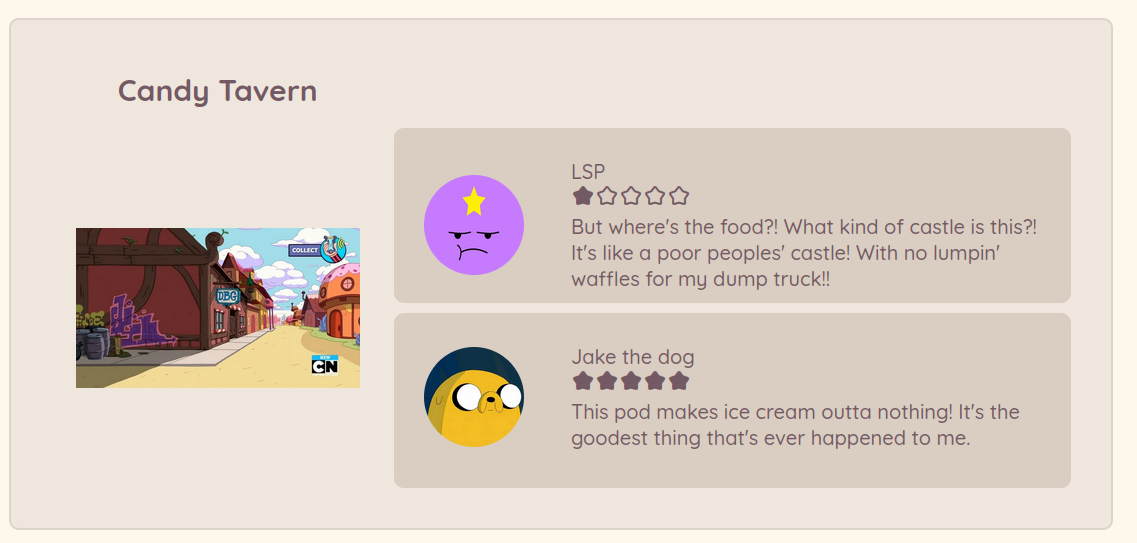 Candy Tavern
LSP
But where's the food?! What kind of castle is this?!
It's like a poor peoples' castle! With no lumpin'
waffles for my dump truck!!
COLLECT
DBG
NEW
CN
Jake the dog
This pod makes ice cream outta nothing! It's the
goodest thing that's ever happened to me.